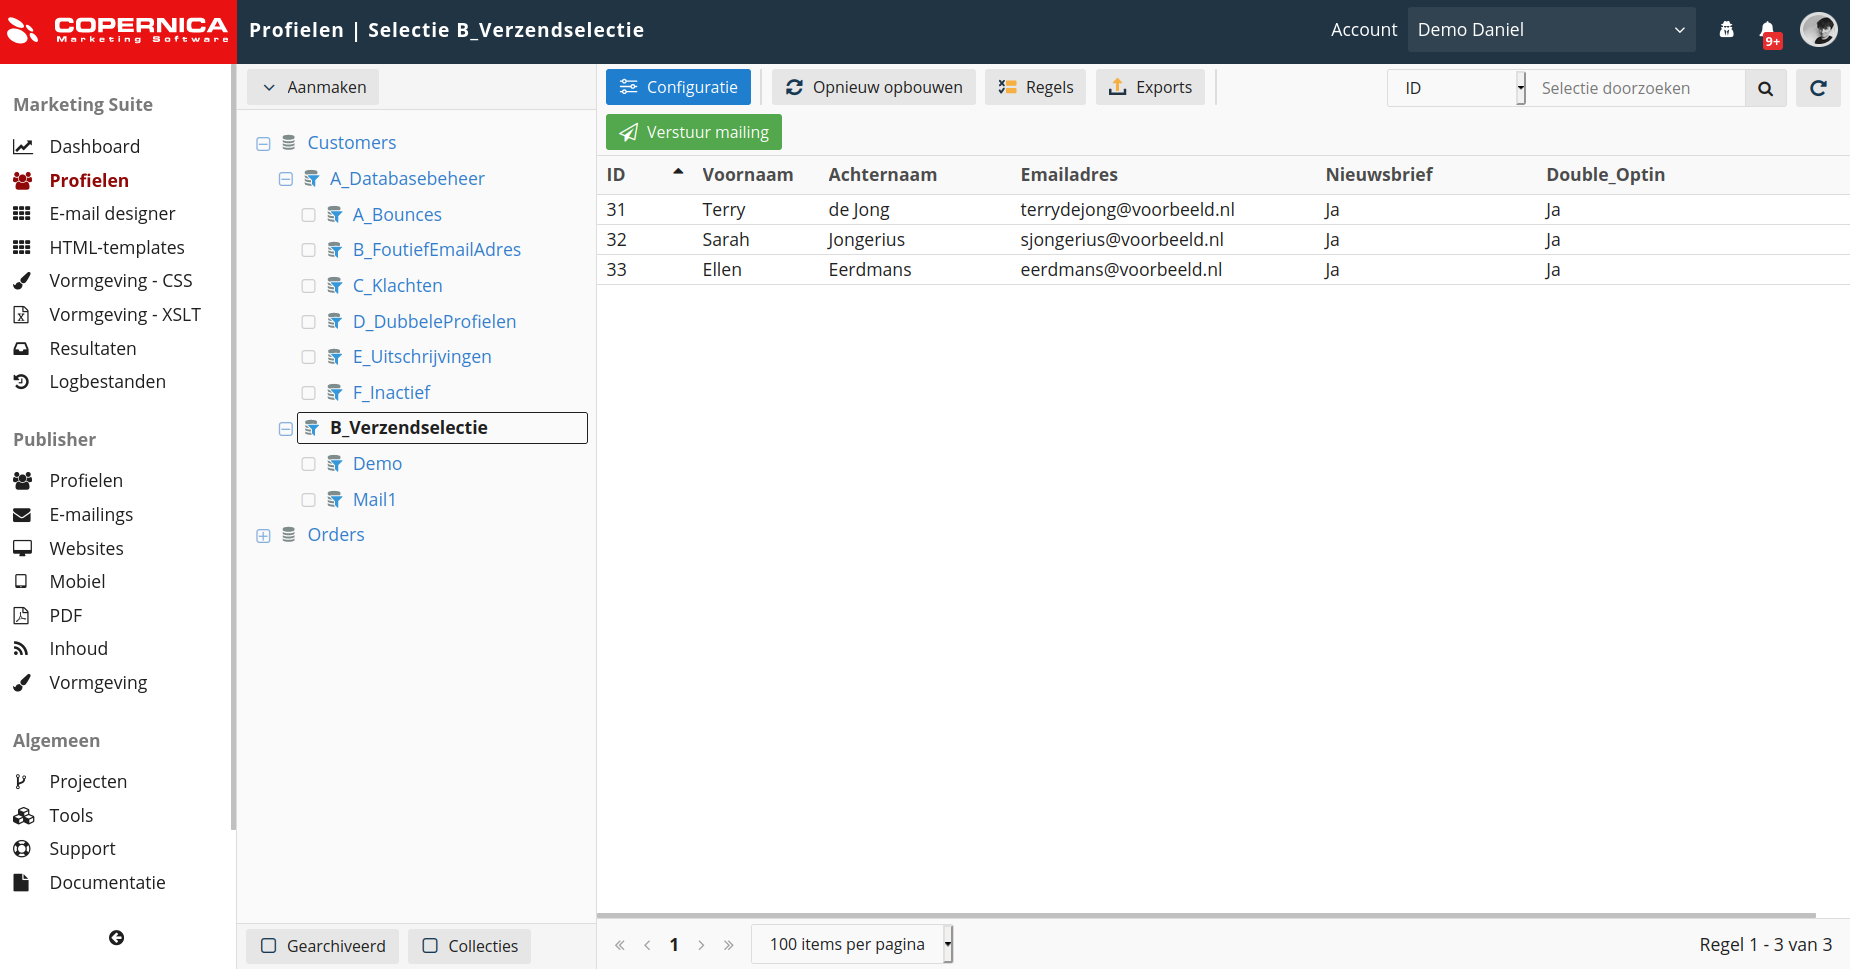 COPERNICA
Marketing Software
Profielen | Selectie B_Verzendselectie
Account
Demo Daniel
9+
Marketing Suite
Dashboard
Profielen
E-mail designer
HTML-templates
Vormgeving - CSS
Vormgeving - XSLT
Resultaten
Logbestanden
Publisher
Profielen
E-mailings
Websites
Mobiel
PDF
Inhoud
Vormgeving
Algemeen
Projecten
Tools
Support
Documentatie
Aanmaken
Customers
A_Databasebeheer
A_Bounces
B_FoutiefEmailAdres
C_Klachten
D_DubbeleProfielen
E_Uitschrijvingen
F_Inactief
B_Verzendselectie
Demo
Mail1
Orders
Gearchiveerd
Collecties
Configuratie
Opnieuw opbouwen
Regels
Exports
ID
Selectie doorzoeken
Verstuur mailing
ID Voornaam Achternaam Emailadres Nieuwsbrief Double_Optin
31 Terry de Jong terrydejong@voorbeeld.nl Ja Ja
32 Sarah Jongerius sjongerius@voorbeeld.nl Ja Ja
33 Ellen Eerdmans eerdmans@voorbeeld.nl Ja Ja
« ‹ 1 › »
100 items per pagina
Regel 1 - 3 van 3